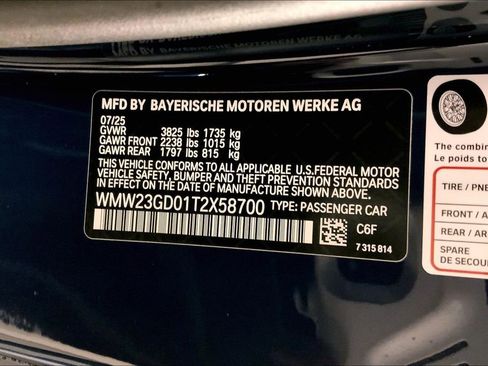 MFD BY BAYERISCHE MOTOREN WERKE AG
07/25
GVWR 3825 lbs 1735 kg
GAWR FRONT 2238 lbs 1015 kg
GAWR REAR 1797 lbs 815 kg
THIS VEHICLE CONFORMS TO ALL APPLICABLE U.S.FEDERAL MOTOR
VEHICLE SAFETY, BUMPER, AND THEFT PREVENTION STANDARDS
IN EFFECT ON THE DATE OF MANUFACTURE SHOWN ABOVE.
WMW23GD01T2X58700 TYPE: PASSENGER CAR
C6F
7 315 814
The combin
Le poids to
TIRE / PNE
FRONT / A
REAR / AR
SPARE
DE SECOU